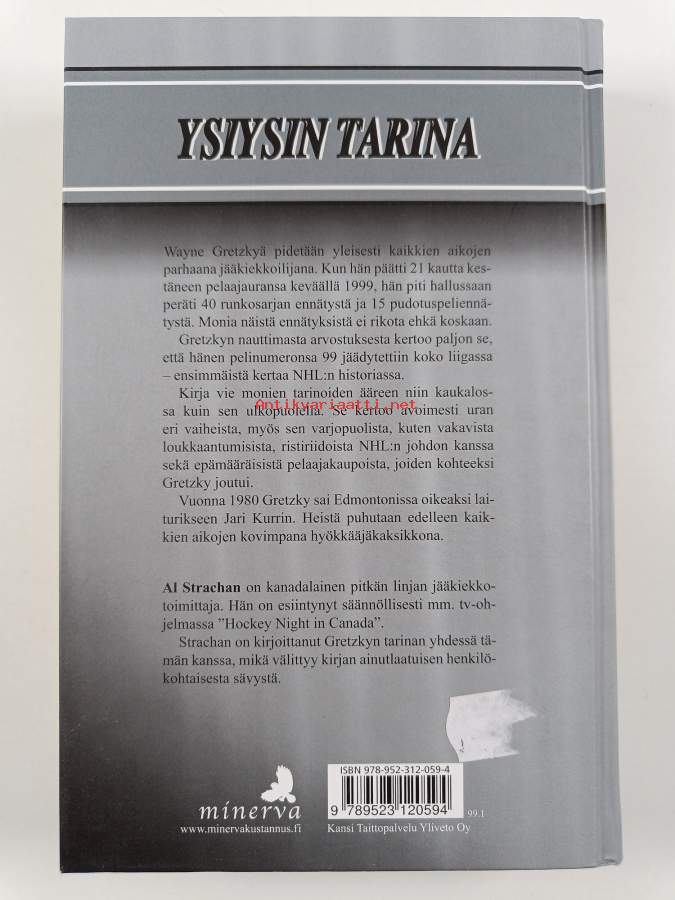 YSIYSIN TARINA
Wayne Gretzkyä pidetään yleisesti kaikkien aikojen
parhaana jääkiekkoilijana. Kun hän päätti 21 kautta kes-
täneen pelaajauransa keväällä 1999, hän piti hallussaan
peräti 40 runkosarjan ennätystä ja 15 pudotuspeliennä-
tystä. Monia näistä ennätyksistä ei rikota ehkä koskaan.
Gretzkyn nauttimasta arvostuksesta kertoo paljon se,
että hänen pelinumeronsa 99 jäädytettiin koko liigassa
– ensimmäistä kertaa NHL:n historiassa.
Kirja vie monien tarinoiden ääreen niin kaukalos-
sa kuin sen ulkopuolella. Se kertoo avoimesti uran
Antikvariaatti.net
eri vaiheista, myös sen varjopuolista, kuten vakavista
loukkaantumisista, ristiriidoista NHL:n johdon kanssa
sekä epämääräisistä pelaajakaupoista, joiden kohteeksi
Gretzky joutui.
Vuonna 1980 Gretzky sai Edmontonissa oikeaksi lai-
turikseen Jari Kurrin. Heistä puhutaan edelleen kaik-
kien aikojen kovimpana hyökkääjäkaksikkona.
Al Strachan on kanadalainen pitkän linjan jääkiekko-
toimittaja. Hän on esiintynyt säännöllisesti mm. tv-oh-
jelmassa ”Hockey Night in Canada”.
Strachan on kirjoittanut Gretzkyn tarinan yhdessä tä-
män kanssa, mikä välittyy kirjan ainutlaatuisen henkilö-
kohtaisesta sävystä.
minerva
www.minervakustannus.fi
ISBN 978-952-312-059-4
9 789523 120594
99.1
Kansi Taittopalvelu Yliveto Oy